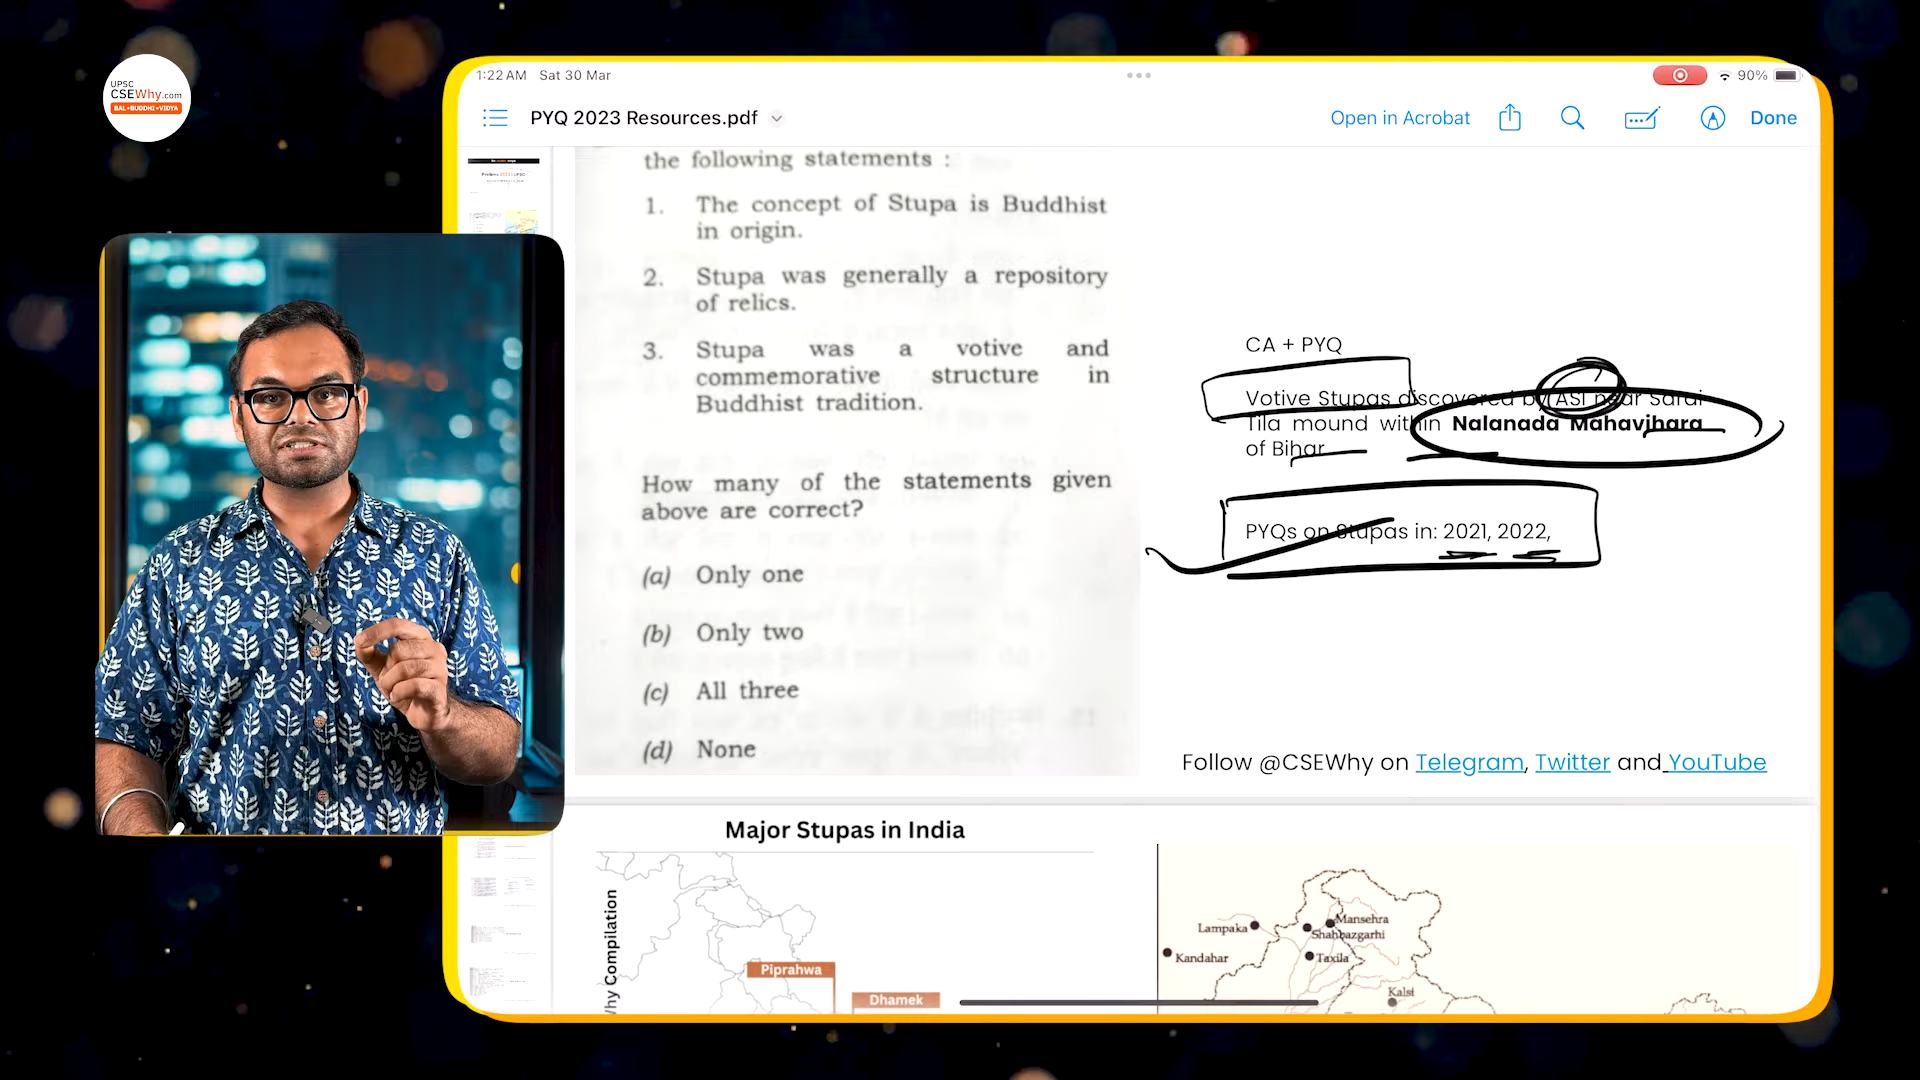 UPSC
CSEWhy.com
BAL•BUDDHI•VIDYA
1:22 AM Sat 30 Mar
90%
PYQ 2023 Resources.pdf
Open in Acrobat
Done
the following statements :
1. The concept of Stupa is Buddhist
in origin.
2. Stupa was generally a repository
of relics.
3. Stupa was a votive and
commemorative structure in
Buddhist tradition.
How many of the statements given
above are correct?
(a) Only one
(b) Only two
(c) All three
(d) None
CA + PYQ
Votive Stupas discovered by ASI near Sarai
Tila mound within Nalanada Mahavihara
of Bihar
PYQs on Stupas in: 2021, 2022,
Follow @CSEWhy on Telegram, Twitter and YouTube
Major Stupas in India
Compilation
Piprahwa
Dhamek
Lampaka
Mansehra
Shahbazgarhi
Kandahar
Taxila
Kalsi